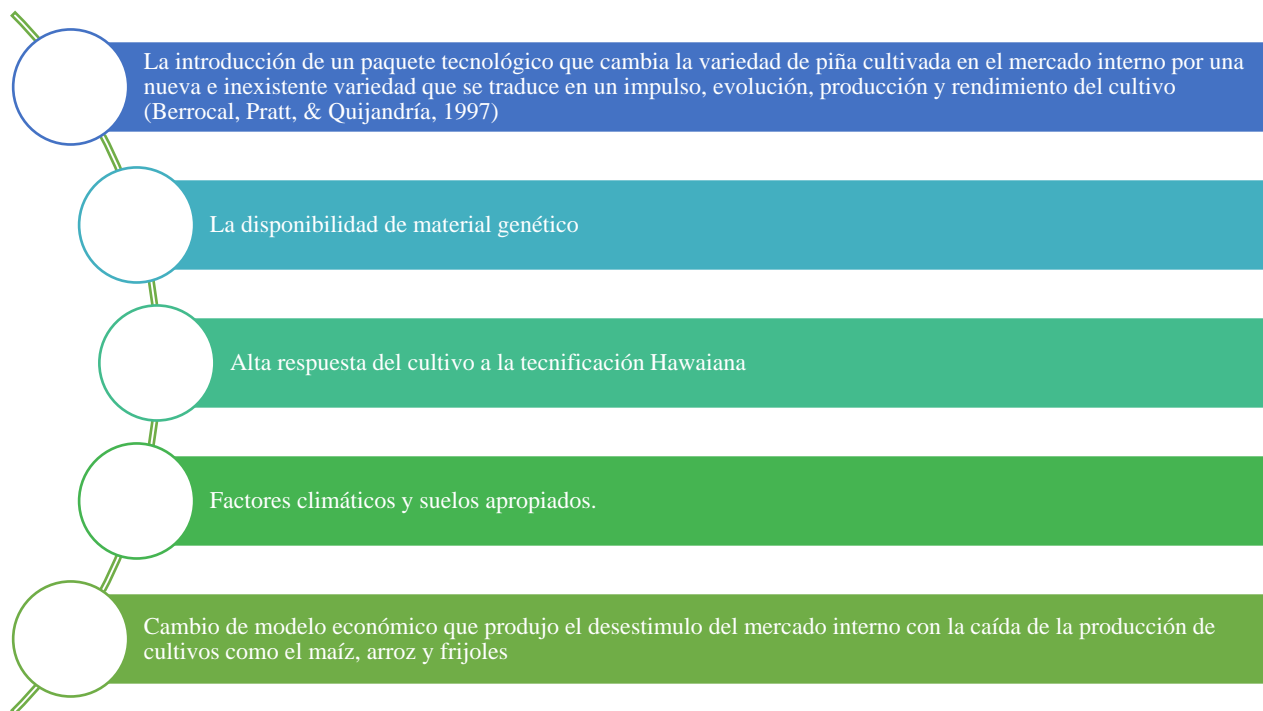 La introducción de un paquete tecnológico que cambia la variedad de piña cultivada en el mercado interno por una
nueva e inexistente variedad que se traduce en un impulso, evolución, producción y rendimiento del cultivo
(Berrocal, Pratt, & Quijandría, 1997)
La disponibilidad de material genético
Alta respuesta del cultivo a la tecnificación Hawaiana
Factores climáticos y suelos apropiados.
Cambio de modelo económico que produjo el desestimulo del mercado interno con la caída de la producción de
cultivos como el maíz, arroz y frijoles